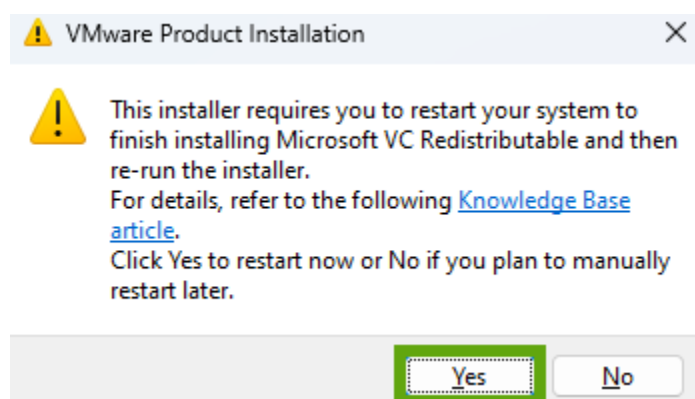 VMware Product Installation
This installer requires you to restart your system to
finish installing Microsoft VC Redistributable and then
re-run the installer.
For details, refer to the following Knowledge Base
article.
Click Yes to restart now or No if you plan to manually
restart later.
Yes No